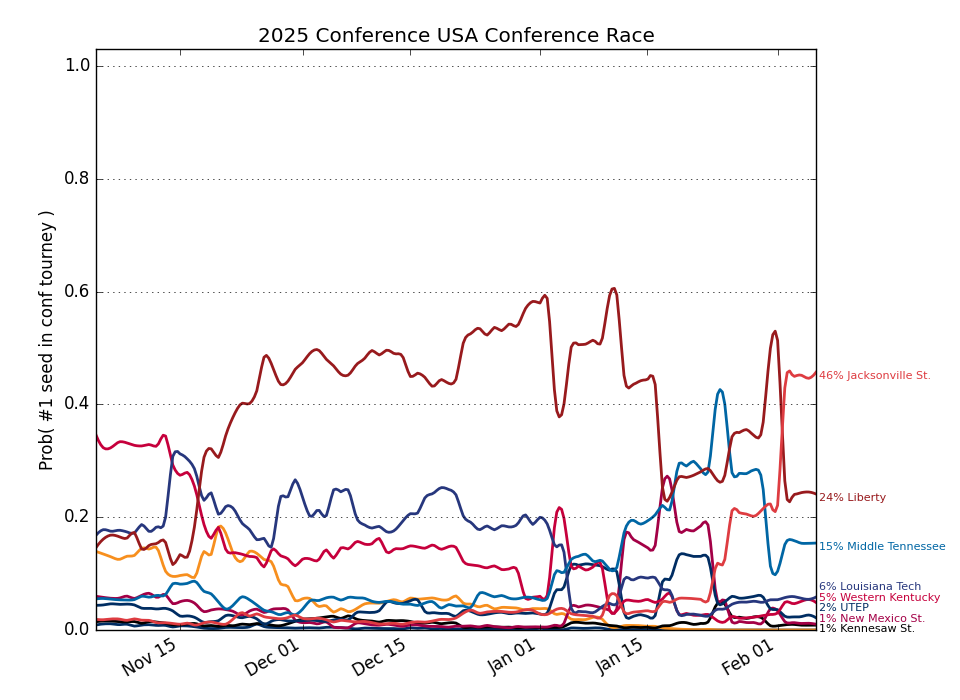 2025 Conference USA Conference Race
Prob( #1 seed in conf tourney )
1.0
0.8
0.6
0.4
0.2
0.0
Nov 15
Dec 01
Dec 15
Jan 01
Jan 15
Feb 01
46% Jacksonville St.
24% Liberty
15% Middle Tennessee
6% Louisiana Tech
5% Western Kentucky
2% UTEP
1% New Mexico St.
1% Kennesaw St.